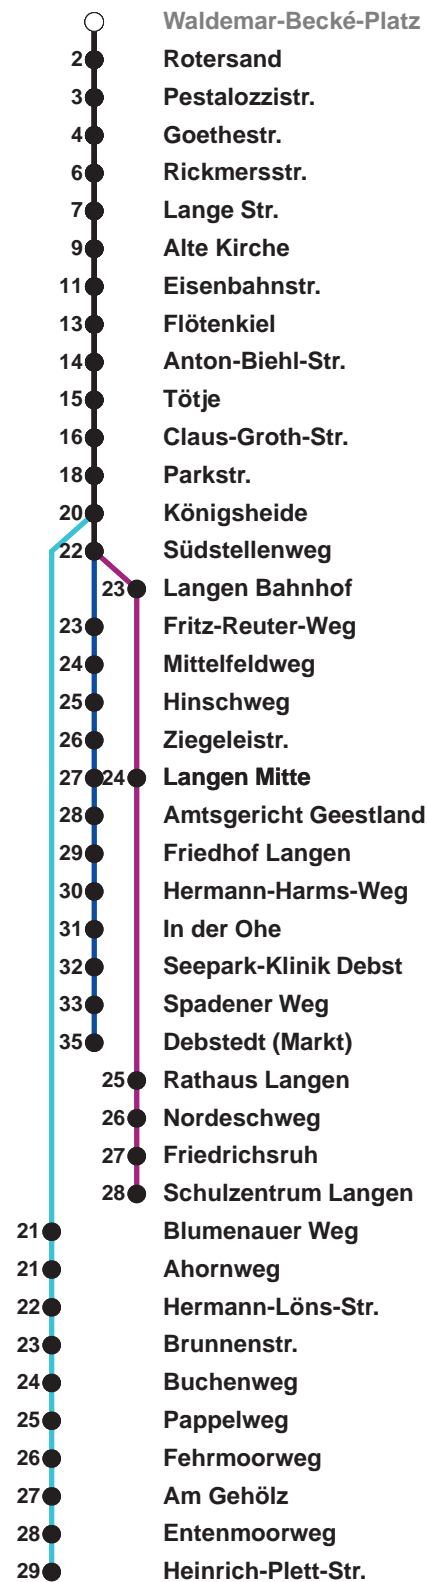 Waldemar-Becké-Platz
2 Rotersand
3 Pestalozzistr.
4 Goethestr.
6 Rickmersstr.
7 Lange Str.
9 Alte Kirche
11 Eisenbahnstr.
13 Flötenkiel
14 Anton-Biehl-Str.
15 Tötje
16 Claus-Groth-Str.
18 Parkstr.
20 Königsheide
22 Südstellenweg
23 Langen Bahnhof
23 Fritz-Reuter-Weg
24 Mittelfeldweg
25 Hinschweg
26 Ziegeleistr.
27 24 Langen Mitte
28 Amtsgericht Geestland
29 Friedhof Langen
30 Hermann-Harms-Weg
31 In der Ohe
32 Seepark-Klinik Debst
33 Spadener Weg
35 Debstedt (Markt)
25 Rathaus Langen
26 Nordeschweg
27 Friedrichsruh
28 Schulzentrum Langen
21 Blumenauer Weg
21 Ahornweg
22 Hermann-Löns-Str.
23 Brunnenstr.
24 Buchenweg
25 Pappelweg
26 Fehrmoorweg
27 Am Gehölz
28 Entenmoorweg
29 Heinrich-Plett-Str.